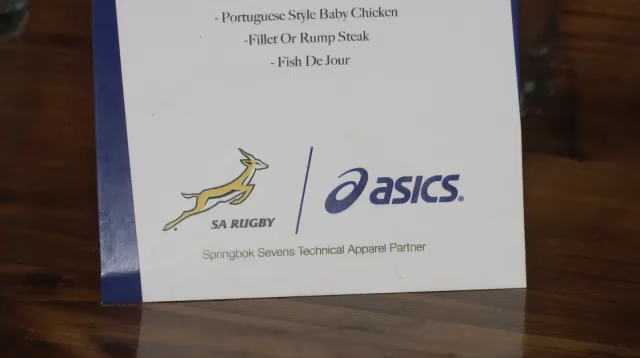 - Portuguese Style Baby Chicken
-Fillet Or Rump Steak
- Fish De Jour
SA RUGBY
asics®
Springbok Sevens Technical Apparel Partner